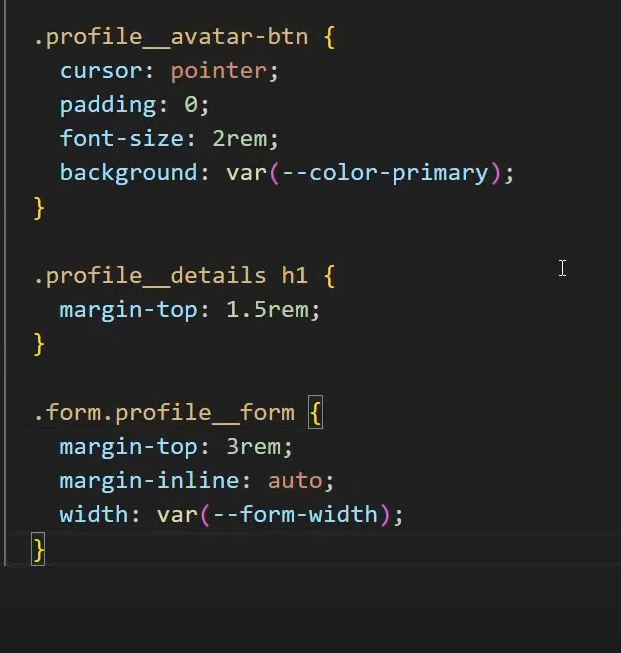 .profile__avatar-btn {
  cursor: pointer;
  padding: 0;
  font-size: 2rem;
  background: var(--color-primary);
}

.profile__details h1 {
  margin-top: 1.5rem;
}

.form.profile__form {
  margin-top: 3rem;
  margin-inline: auto;
  width: var(--form-width);
}